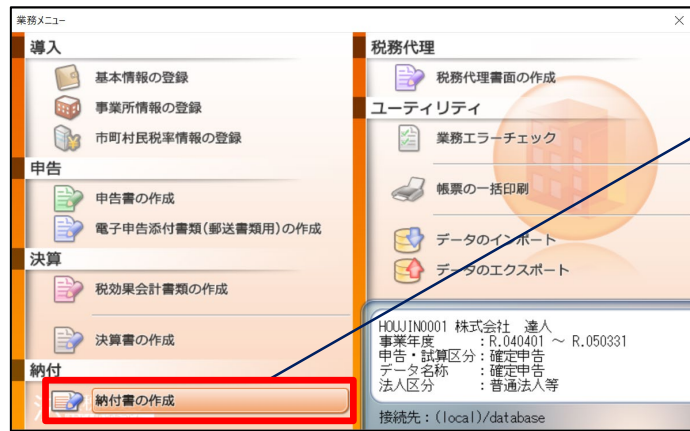 業務メニュー
導入
基本情報の登録
事業所情報の登録
市町村民税率情報の登録
申告
申告書の作成
電子申告添付書類(郵送書類用)の作成
決算
税効果会計書類の作成
決算書の作成
納付
納付書の作成
税務代理
税務代理書面の作成
ユーティリティ
業務エラーチェック
帳票の一括印刷
データのインポート
データのエクスポート
HOUJIN0001 株式会社 達人
事業年度 : R.040401 ～ R.050331
申告・試算区分 : 確定申告
データ名称 : 確定申告
法人区分 : 普通法人等
接続先 : (local)/database